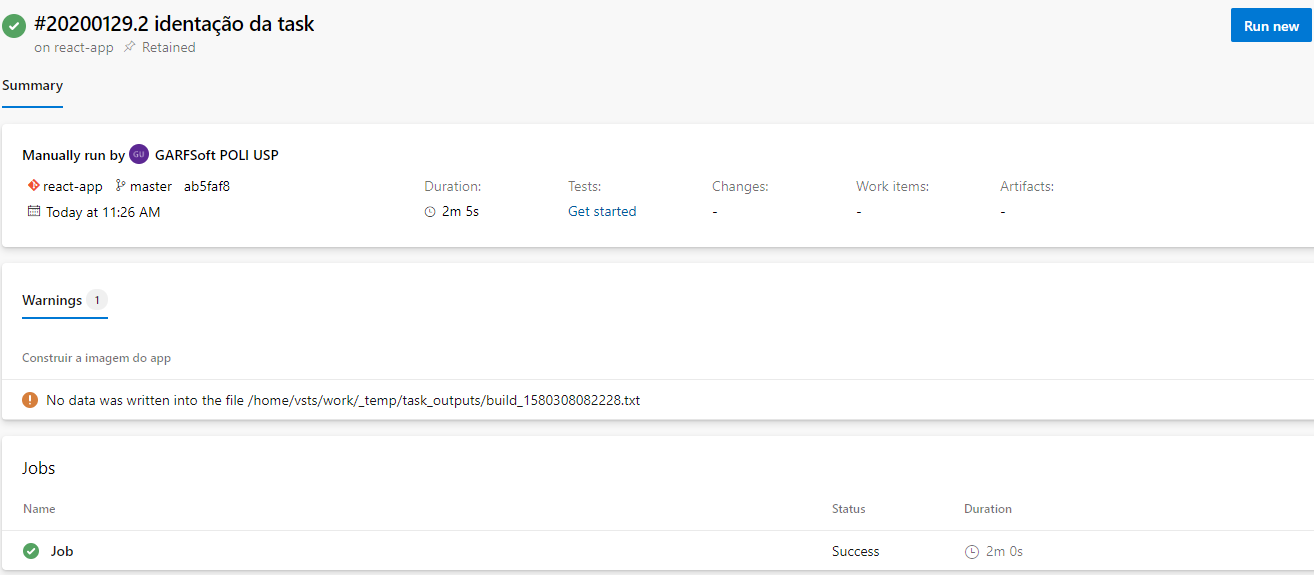 #20200129.2 identação da task
Run new
on react-app Retained
Summary
Manually run by GU GARFSoft POLI USP
react-app master ab5faf8 Duration: Tests: Changes: Work items: Artifacts:
Today at 11:26 AM 2m 5s Get started - - -
Warnings 1
Construir a imagem do app
No data was written into the file /home/vsts/work/_temp/task_outputs/build_1580308082228.txt
Jobs
Name Status Duration
Job Success 2m 0s